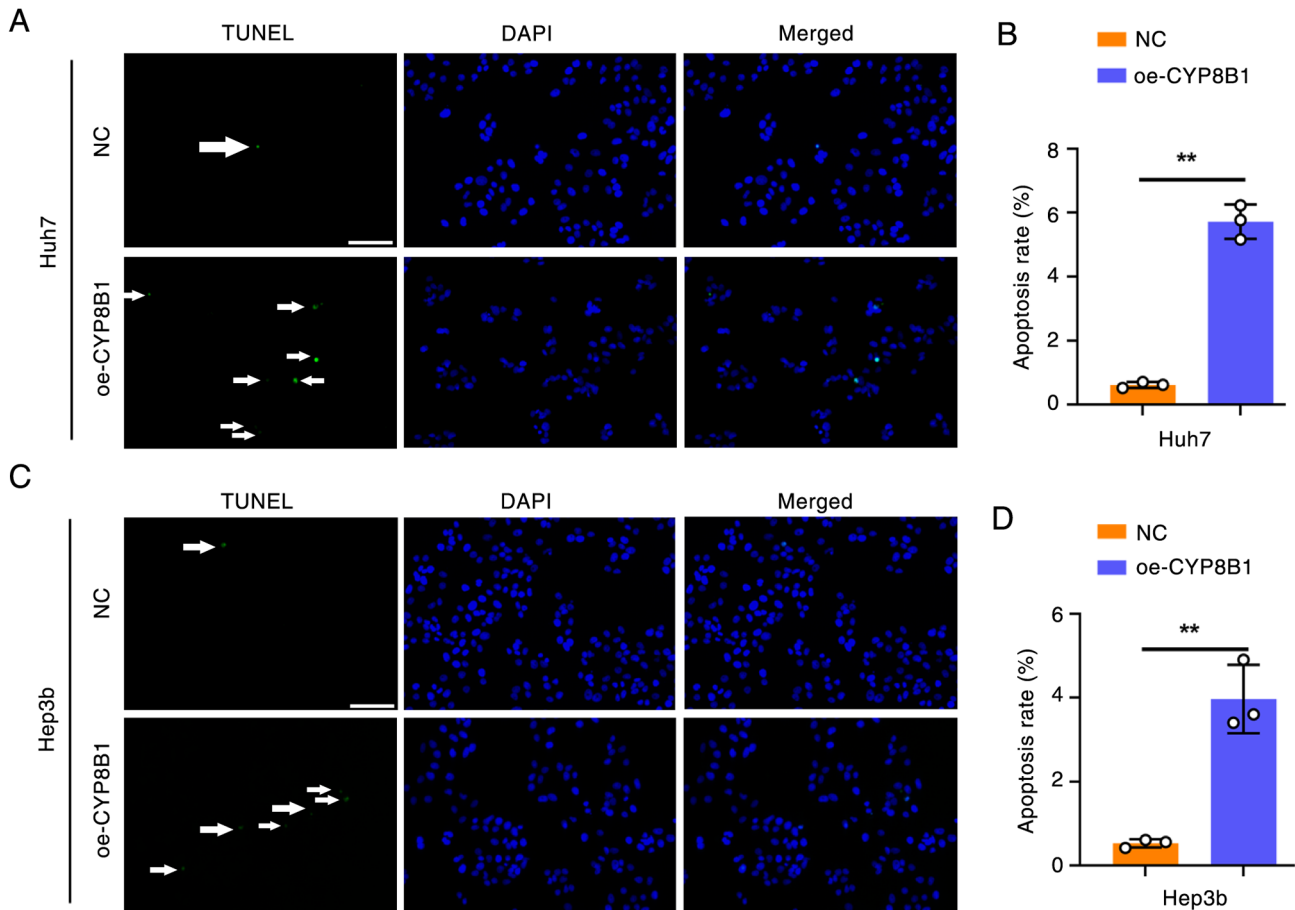 A
TUNEL
DAPI
Merged
NC
oe-CYP8B1
Huh7
B
NC
oe-CYP8B1
Apoptosis rate (%)
8
6
4
2
0
**
Huh7
C
TUNEL
DAPI
Merged
NC
oe-CYP8B1
Hep3b
D
NC
oe-CYP8B1
Apoptosis rate (%)
6
4
2
0
**
Hep3b